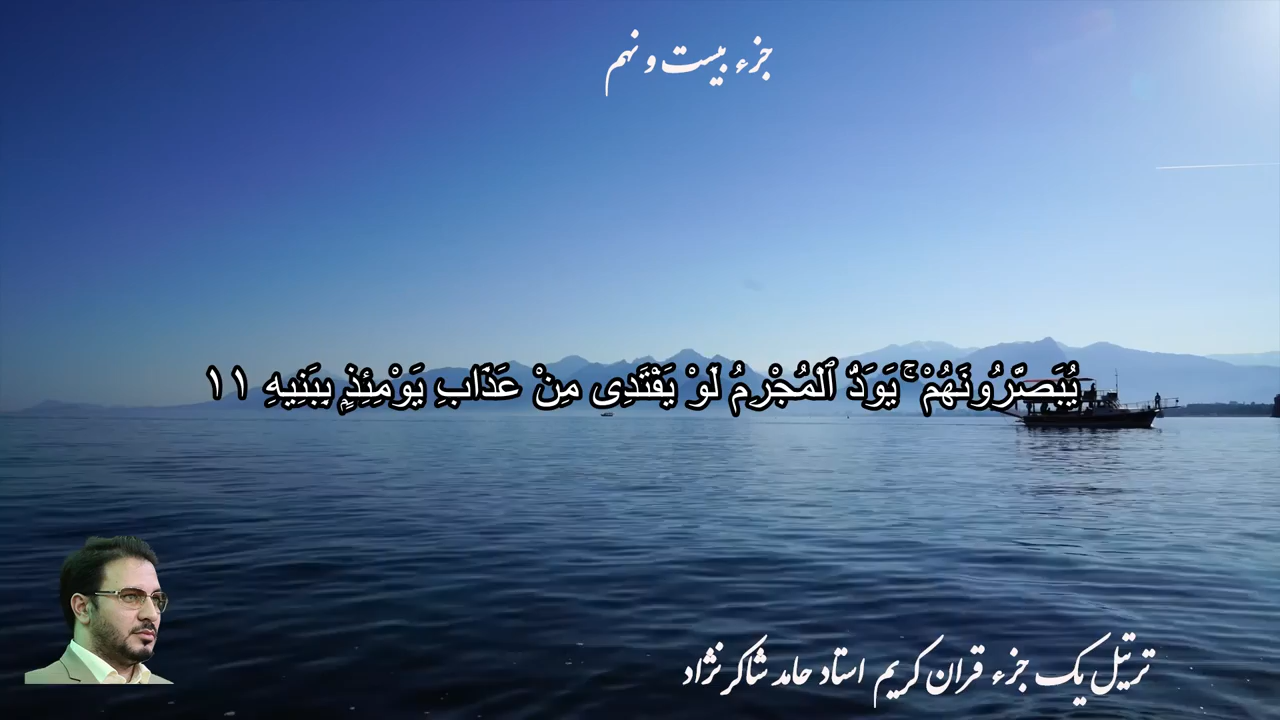 جزء بیست و نهم
يُبَصَّرُونَهُمْ ۚ يَوَدُّ ٱلْمُجْرِمُ لَوْ يَفْتَدِى مِنْ عَذَابِ يَوْمِئِذٍۭ بِبَنِيهِ ١١
ترتیل یک جزء قران کریم استاد حامد شاکرنژاد